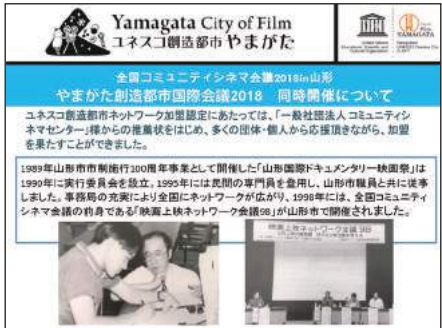 Yamagata City of Film
ユネスコ創造都市 やまがた
YAMAGATA
全国コミュニティシネマ会議2018in山形
やまがた創造都市国際会議2018 同時開催について
ユネスコ創造都市ネットワーク加盟認定にあたっては、「一般社団法人コミュニティシ
ネマセンター」様からの推薦状をはじめ、多くの団体・個人から応援頂きながら、加盟
を果たすことができました。
1989年山形市市制施行100周年事業として開催した「山形国際ドキュメンタリー映画祭」は
1990年に実行委員会を設立。1995年には民間の専門員を登用し、山形市職員と共に従事
しました。事務局の充実により全国にネットワークが広がり、1998年には、全国コミュニティ
シネマ会議の前身である「映画上映ネットワーク会議98」が山形市で開催されました。
映画上映ネットワーク会議98